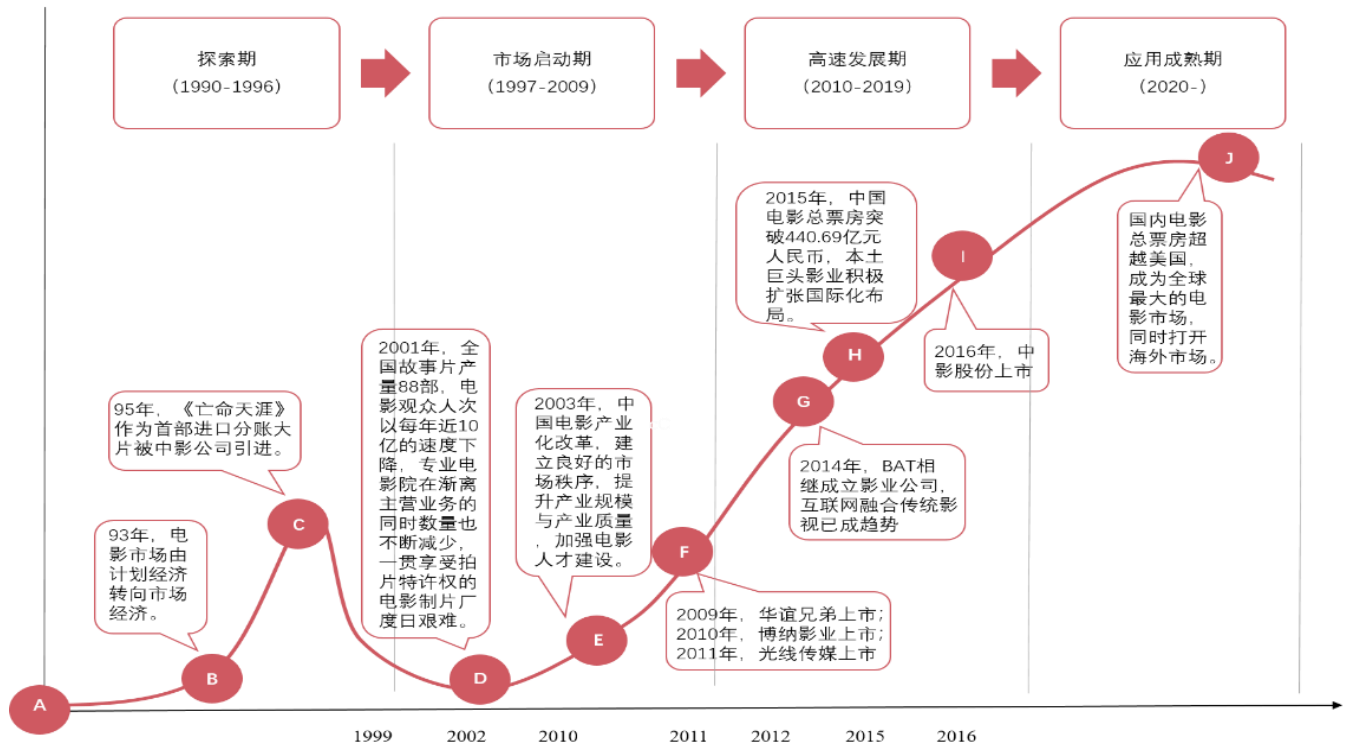 探索期
(1990-1996)
市场启动期
(1997-2009)
高速发展期
(2010-2019)
应用成熟期
(2020-)
A
93年，电
影市场由
计划经济
转向市场
经济。
B
95年，《亡命天涯》
作为首部进口分账大
片被中影公司引进。
C
2001年，全
国故事片产
量88部，电
影观众人次
以每年近10
亿的速度下
降，专业电
影院在渐离
主营业务的
同时数量也
不断减少，
一贯享受拍
片特许权的
电影制片厂
度日艰难。
D
2003年，中
国电影产业
化改革，建
立良好的市
场秩序，提
升产业规模
与产业质量
，加强电影
人才建设。
E
F
2009年，华谊兄弟上市；
2010年，博纳影业上市；
2011年，光线传媒上市
G
2014年，BAT相
继成立影业公司，
互联网融合传统影
视已成趋势
2015年，中国
电影总票房突
破440.69亿元
人民币，本土
巨头影业积极
扩张国际化布
局。
H
I
2016年，中
影股份上市
J
国内电影
总票房超
越美国，
成为全球
最大的电
影市场，
同时打开
海外市场。
1999
2002
2010
2011
2012
2015
2016